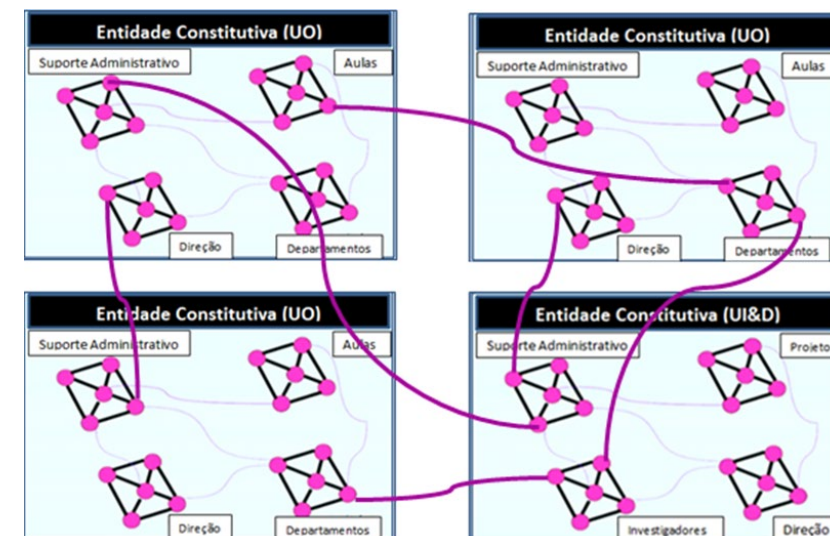 Entidade Constitutiva (UO)
Suporte Administrativo
Aulas
Direção
Departamentos
Entidade Constitutiva (UO)
Suporte Administrativo
Aulas
Direção
Departamentos
Entidade Constitutiva (UO)
Suporte Administrativo
Aulas
Direção
Departamentos
Entidade Constitutiva (UI&D)
Suporte Administrativo
Projeto
Investigadores
Direção